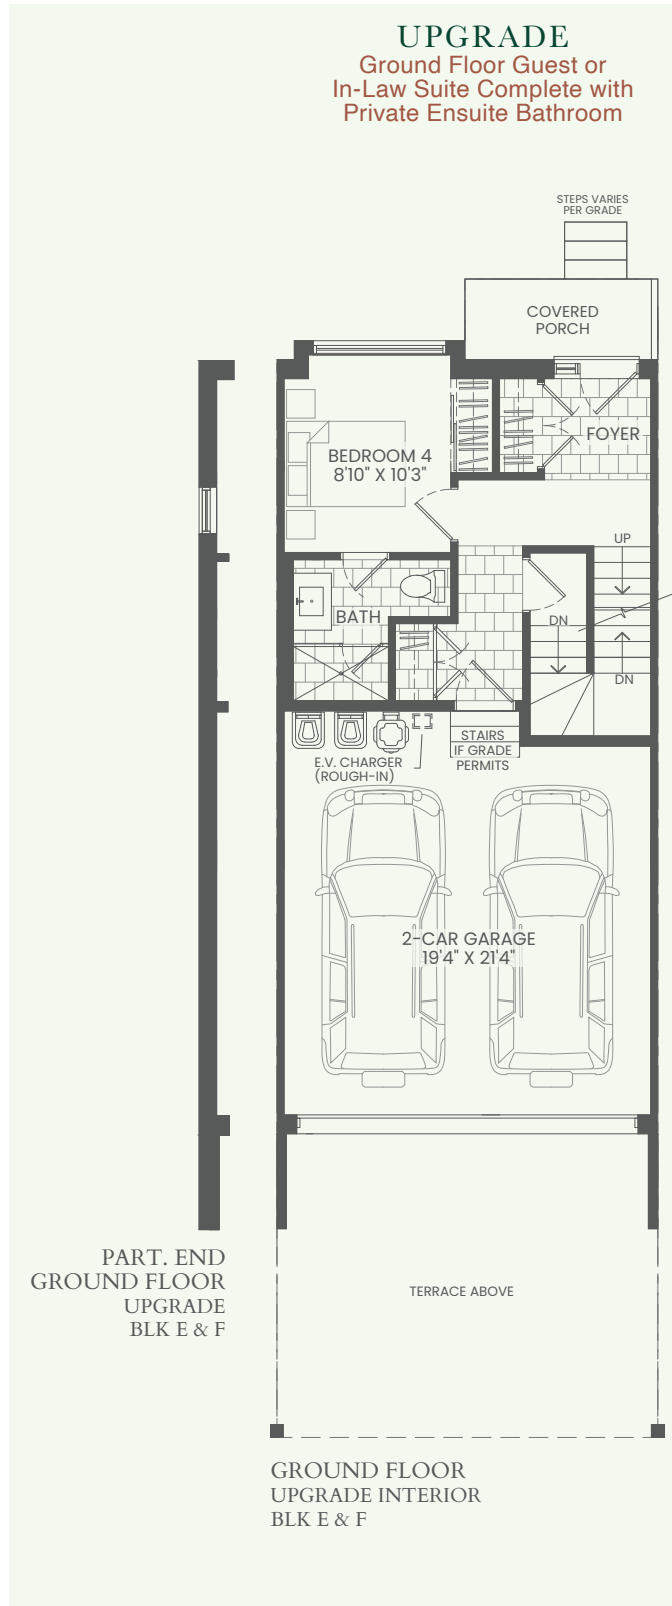 UPGRADE
Ground Floor Guest or
In-Law Suite Complete with
Private Ensuite Bathroom
STEPS VARIES
PER GRADE
COVERED
PORCH
FOYER
BEDROOM 4
8'10" X 10'3"
UP
BATH
DN
DN
STAIRS
IF GRADE
PERMITS
E.V. CHARGER
(ROUGH-IN)
2-CAR GARAGE
19'4" X 21'4"
PART. END
GROUND FLOOR
UPGRADE
BLK E & F
TERRACE ABOVE
GROUND FLOOR
UPGRADE INTERIOR
BLK E & F